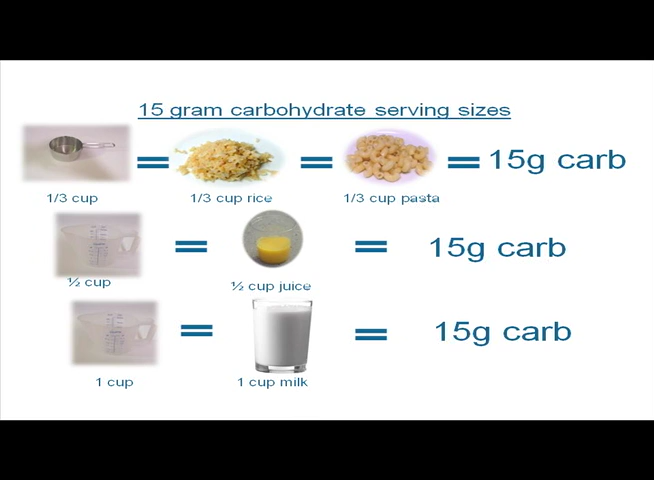 15 gram carbohydrate serving sizes
= = = 15g carb
1/3 cup 1/3 cup rice 1/3 cup pasta
= = 15g carb
½ cup ½ cup juice
= = 15g carb
1 cup 1 cup milk